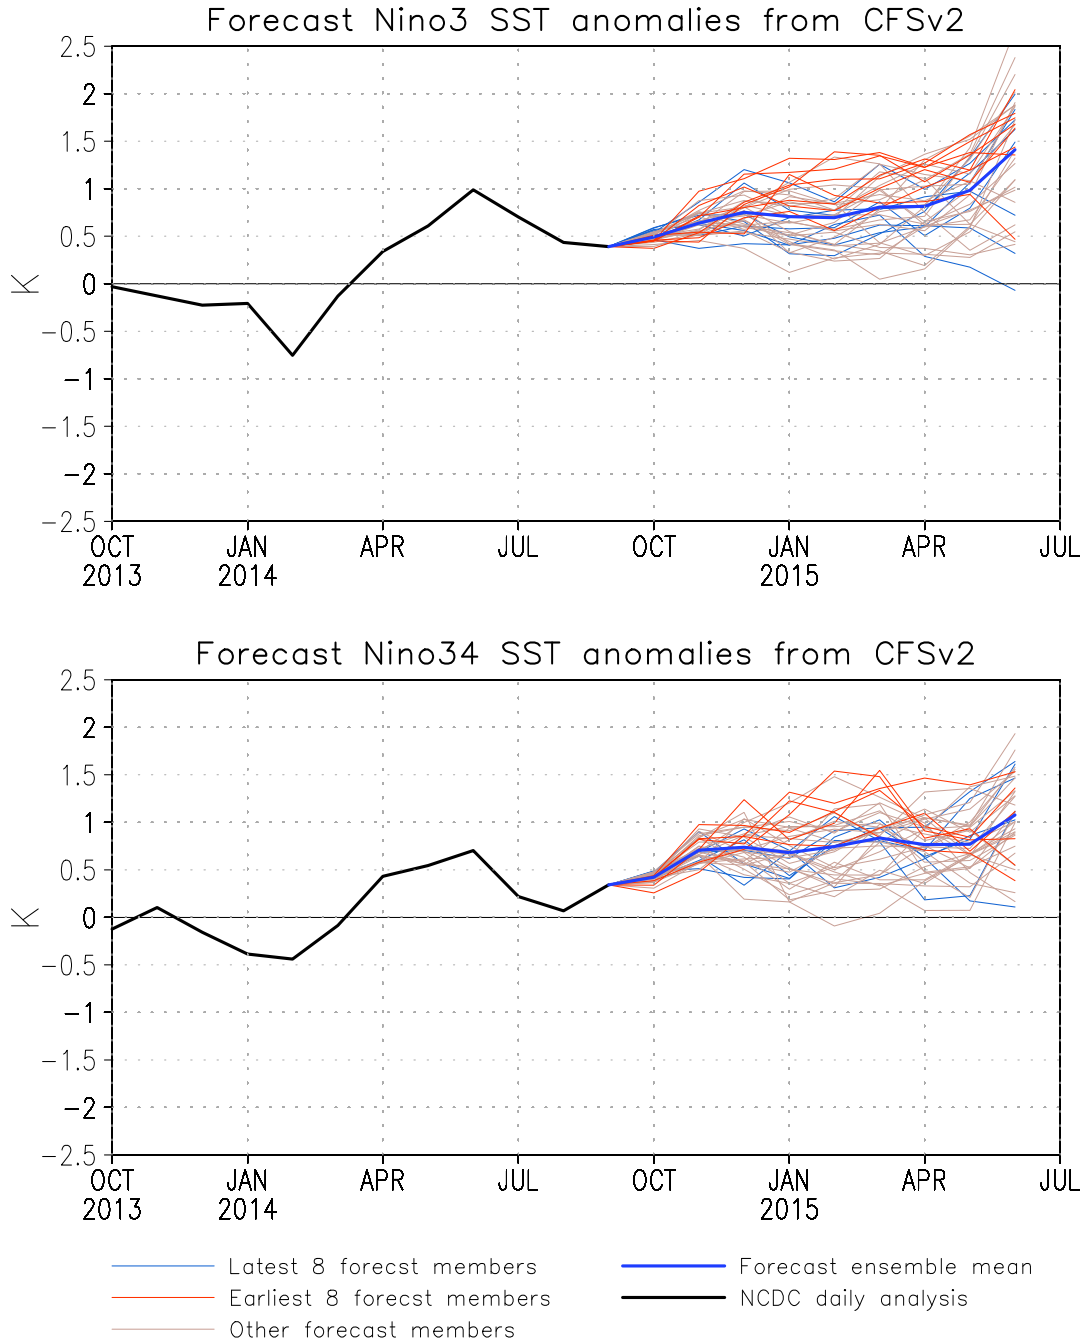 Forecast Nino3 SST anomalies from CFSv2
2.5
2
1.5
1
0.5
0
-0.5
-1
-1.5
-2
-2.5
K
OCT JAN APR JUL OCT JAN APR JUL
2013 2014 2015
Forecast Nino34 SST anomalies from CFSv2
2.5
2
1.5
1
0.5
0
-0.5
-1
-1.5
-2
-2.5
K
OCT JAN APR JUL OCT JAN APR JUL
2013 2014 2015
Latest 8 forecst members
Earliest 8 forecst members
Other forecast members
Forecast ensemble mean
NCDC daily analysis